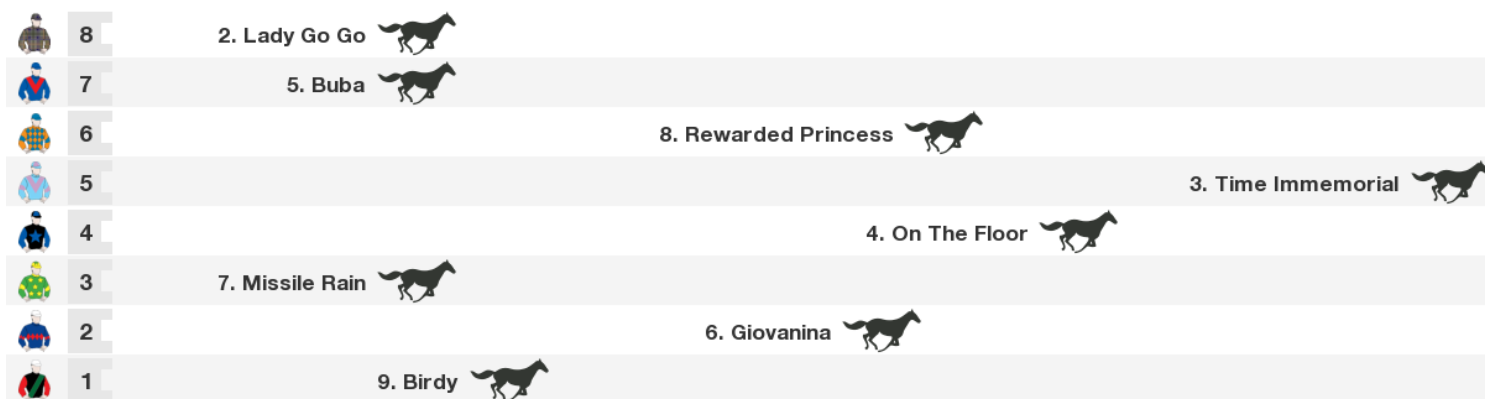 8 2. Lady Go Go
7 5. Buba
6 8. Rewarded Princess
5 3. Time Immemorial
4 4. On The Floor
3 7. Missile Rain
2 6. Giovanina
1 9. Birdy